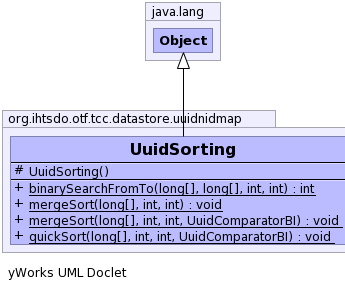 java.lang
Object
org.ihtsdo.otf.tcc.datastore.uuidnidmap
UuidSorting
# UuidSorting()
+ binarySearchFromTo(long[], long[], int, int) : int
+ mergeSort(long[], int, int) : void
+ mergeSort(long[], int, int, UuidComparatorBI) : void
+ quickSort(long[], int, int, UuidComparatorBI) : void
yWorks UML Doclet